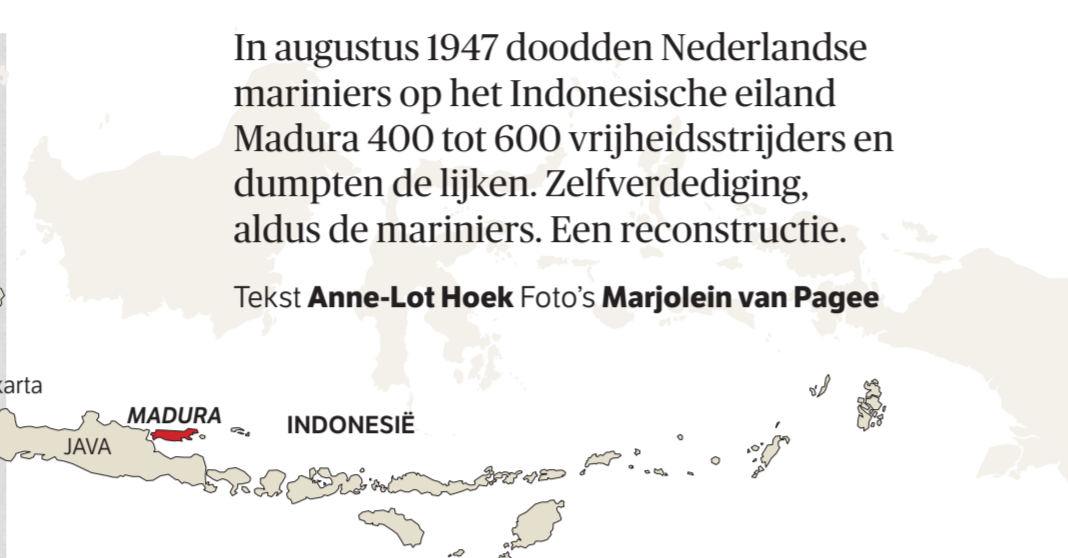 In augustus 1947 doodden Nederlandse
mariniers op het Indonesische eiland
Madura 400 tot 600 vrijheidsstrijders en
dumpten de lijken. Zelfverdediging,
aldus de mariniers. Een reconstructie.
Tekst Anne-Lot Hoek Foto's Marjolein van Pagee
karta
MADURA
INDONESIË
JAVA